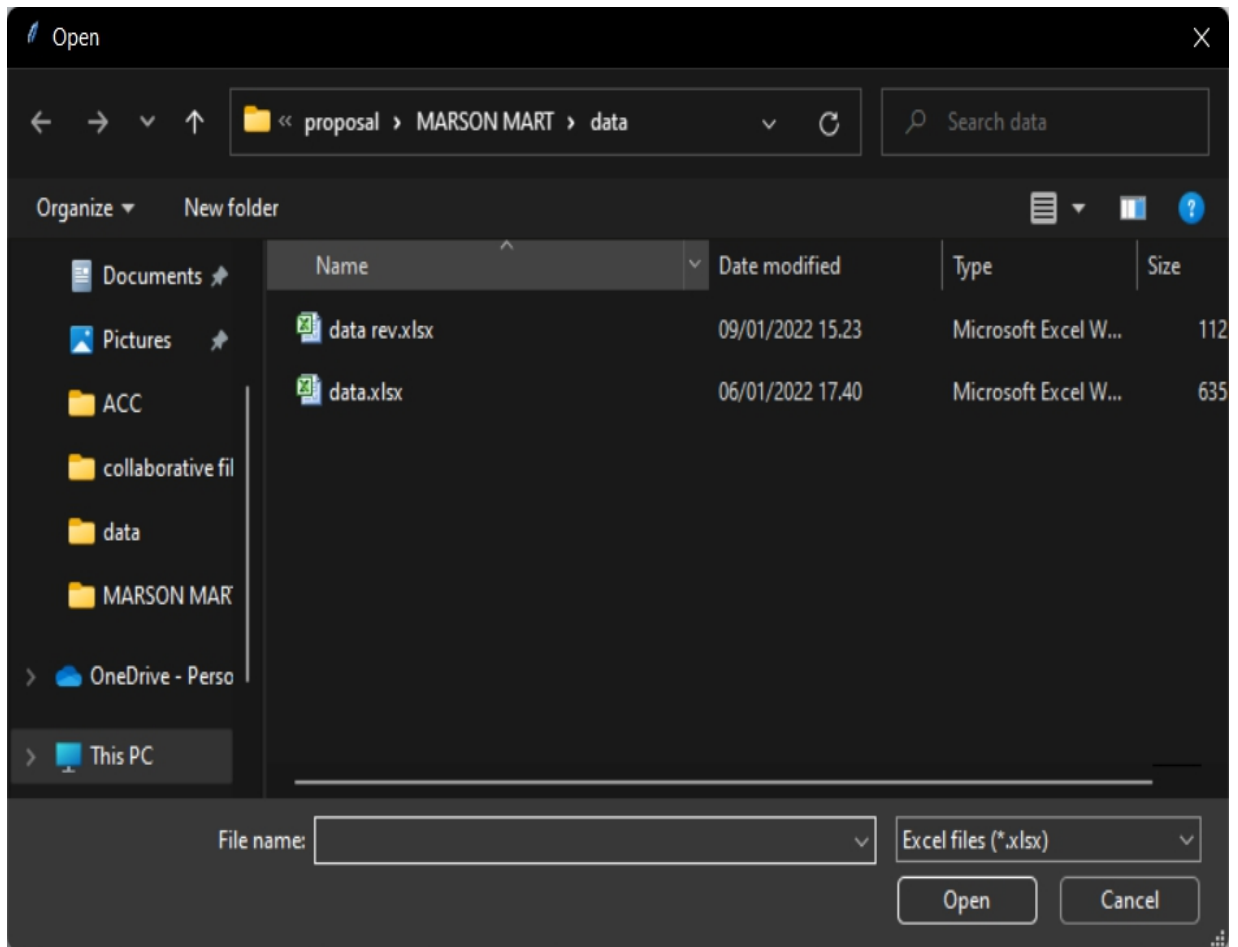 Open
« proposal › MARSON MART › data
Search data
Organize
New folder
Name Date modified Type Size
Documents
Pictures
ACC
collaborative fil
data
MARSON MAR
OneDrive - Perso
This PC
data rev.xlsx 09/01/2022 15.23 Microsoft Excel W... 112
data.xlsx 06/01/2022 17.40 Microsoft Excel W... 635
File name:
Excel files (*.xlsx)
Open
Cancel